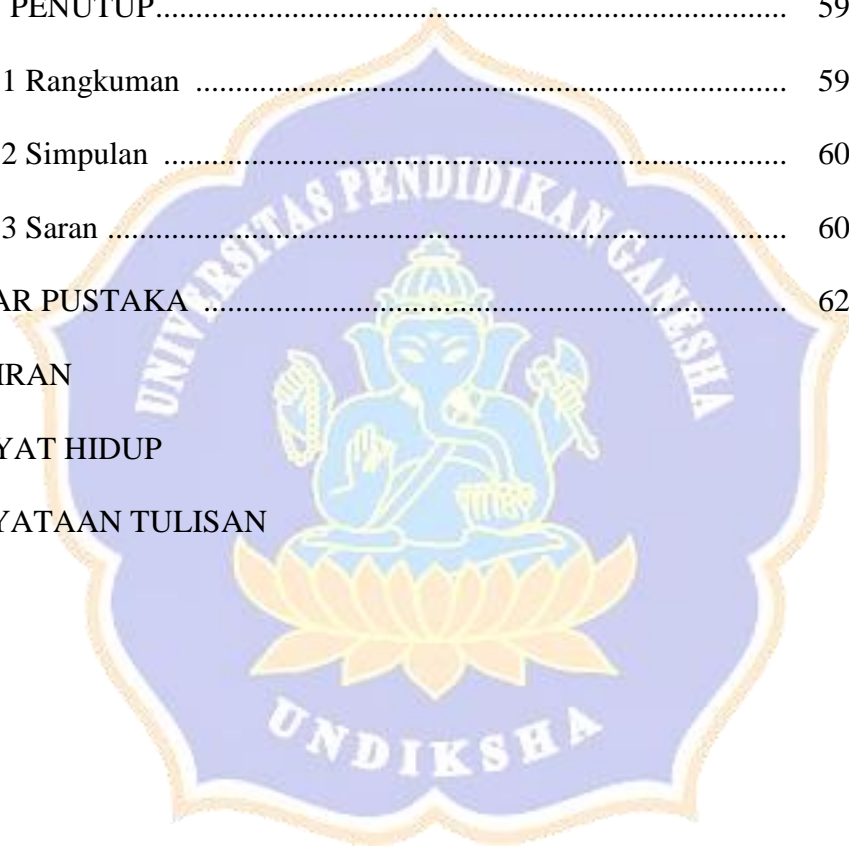 PENUTUP.................................................................................. 59
1 Rangkuman .......................................................................... 59
2 Simpulan .............................................................................. 60
3 Saran ..................................................................................... 60
AR PUSTAKA ......................................................................... 62
IRAN
YAT HIDUP
YATAAN TULISAN
UNIVERSITAS PENDIDIKAN GANESHA
UNDIKSHA